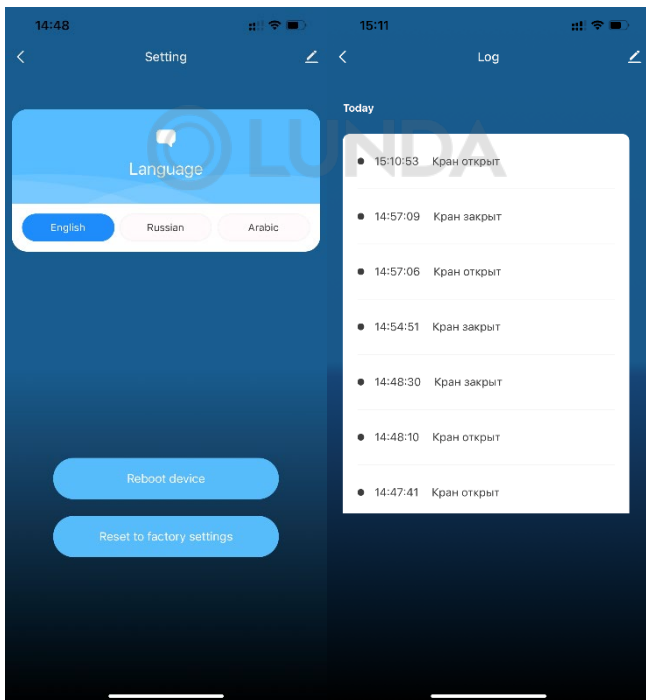 14:48
Setting
LUNDA
Language
English Russian Arabic
Reboot device
Reset to factory settings
15:11
Log
Today
15:10:53 Кран открыт
14:57:09 Кран закрыт
14:57:06 Кран открыт
14:54:51 Кран закрыт
14:48:30 Кран закрыт
14:48:10 Кран открыт
14:47:41 Кран открыт